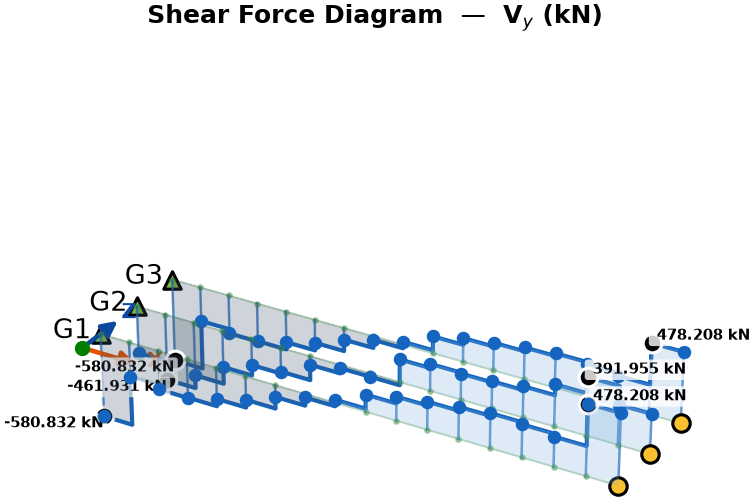 Shear Force Diagram — Vy (kN)
G3
G2
G1
478.208 kN
-580.832 kN
391.955 kN
-461.931 kN
478.208 kN
-580.832 kN